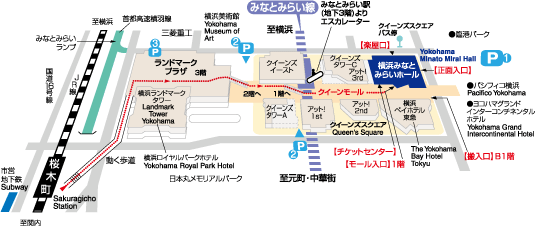 至横浜
首都高速横羽線
みなとみらい
ランプ
国道16号線
JR線
三菱重工
横浜美術館
Yokohama
Museum of
Art
みなとみらい線
至横浜
みなとみらい駅
(地下3階)より
エスカレーター
クイーンズスクエア
バス停
●臨港パーク
【楽屋口】
Yokohama
Minato Mirai Hall
P 1
【正面入口】
3
P
2
P
ランドマーク
プラザ 3階
クイーンズ
イースト
クイーンズ
タワーC
アット!
3rd
横浜みなと
みらいホール
●パシフィコ横浜
Pacifico Yokohama
●ヨコハマグランド
インターコンチネンタル
ホテル
Yokohama Grand
Intercontinental Hotel
2階へ
1階へ
クイーンモール
横浜ランドマーク
タワー
Landmark
Tower
Yokohama
クイーンズ
タワーA
アット!
1st
アット!
2nd
横浜
ベイホテル
東急
クイーンズスクエア
Queen's Square
【搬入口】B1階
P
2
The Yokohama
Bay Hotel
Tokyu
【チケットセンター】
【モール入口】1階
動く歩道
横浜ロイヤルパークホテル
Yokohama Royal Park Hotel
日本丸メモリアルパーク
至元町・中華街
桜木町
市営
地下鉄
Subway
Sakuragicho
Station
至関内